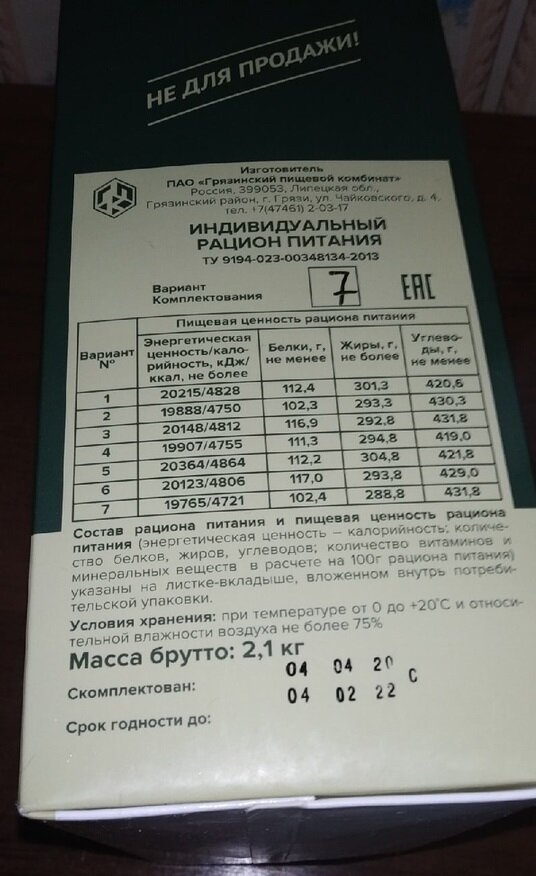 НЕ ДЛЯ ПРОДАЖИ!
Изготовитель
ПАО «Грязинский пищевой комбинат»
Россия, 399053, Липецкая обл.,
Грязинский район, г. Грязи, ул. Чайковского, д. 4,
тел. +7(47461) 2-03-17
ИНДИВИДУАЛЬНЫЙ
РАЦИОН ПИТАНИЯ
ТУ 9194-023-00348134-2013
Вариант
Комплектования
7
ЕАС
Вариант №
Пищевая ценность рациона питания
Энергетическая ценность/кало-рийность, кДж/ккал, не более
Белки, г, не менее
Жиры, г, не более
Углево-ды, г, не менее
1 20215/4828 112,4 301,3 420,6
2 19888/4750 102,3 293,3 430,3
3 20148/4812 116,9 292,8 431,8
4 19907/4755 111,3 294,8 419,0
5 20364/4864 112,2 304,8 421,8
6 20123/4806 117,0 293,8 429,0
7 19765/4721 102,4 288,8 431,8
Состав рациона питания и пищевая ценность рациона
питания (энергетическая ценность – калорийность; количе-
ство белков, жиров, углеводов; количество витаминов и
минеральных веществ в расчете на 100г рациона питания)
указаны на листке-вкладыше, вложенном внутрь потреби-
тельской упаковки.
Условия хранения: при температуре от 0 до +20°С и относи-
тельной влажности воздуха не более 75%
Масса брутто: 2,1 кг
Скомплектован: 04 04 20 С
04 02 22
Срок годности до: